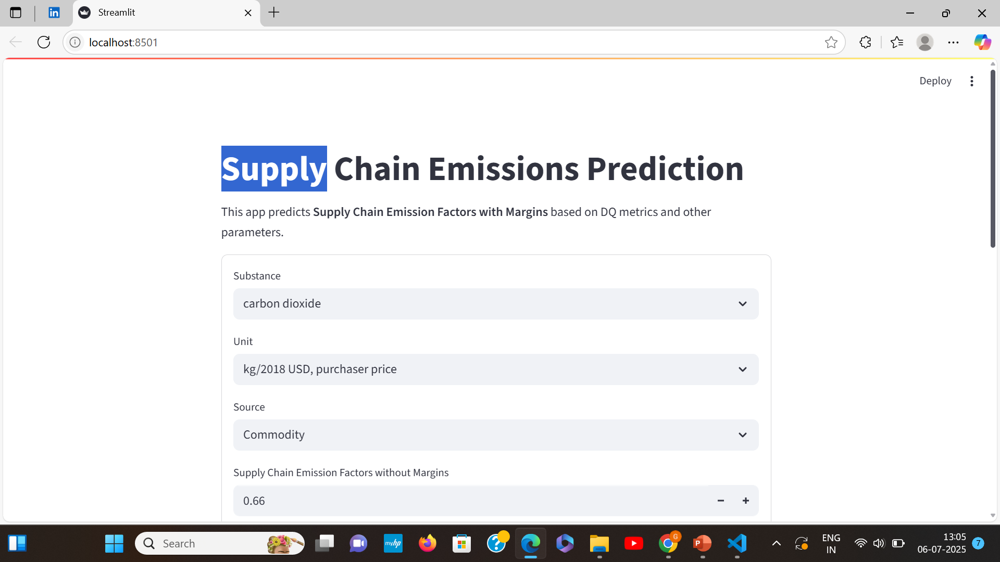 Streamlit
localhost:8501
Deploy
Supply Chain Emissions Prediction
This app predicts Supply Chain Emission Factors with Margins based on DQ metrics and other
parameters.
Substance
carbon dioxide
Unit
kg/2018 USD, purchaser price
Source
Commodity
Supply Chain Emission Factors without Margins
0.66
Search
myhp
G
P
ENG
IN
13:05
06-07-2025
7